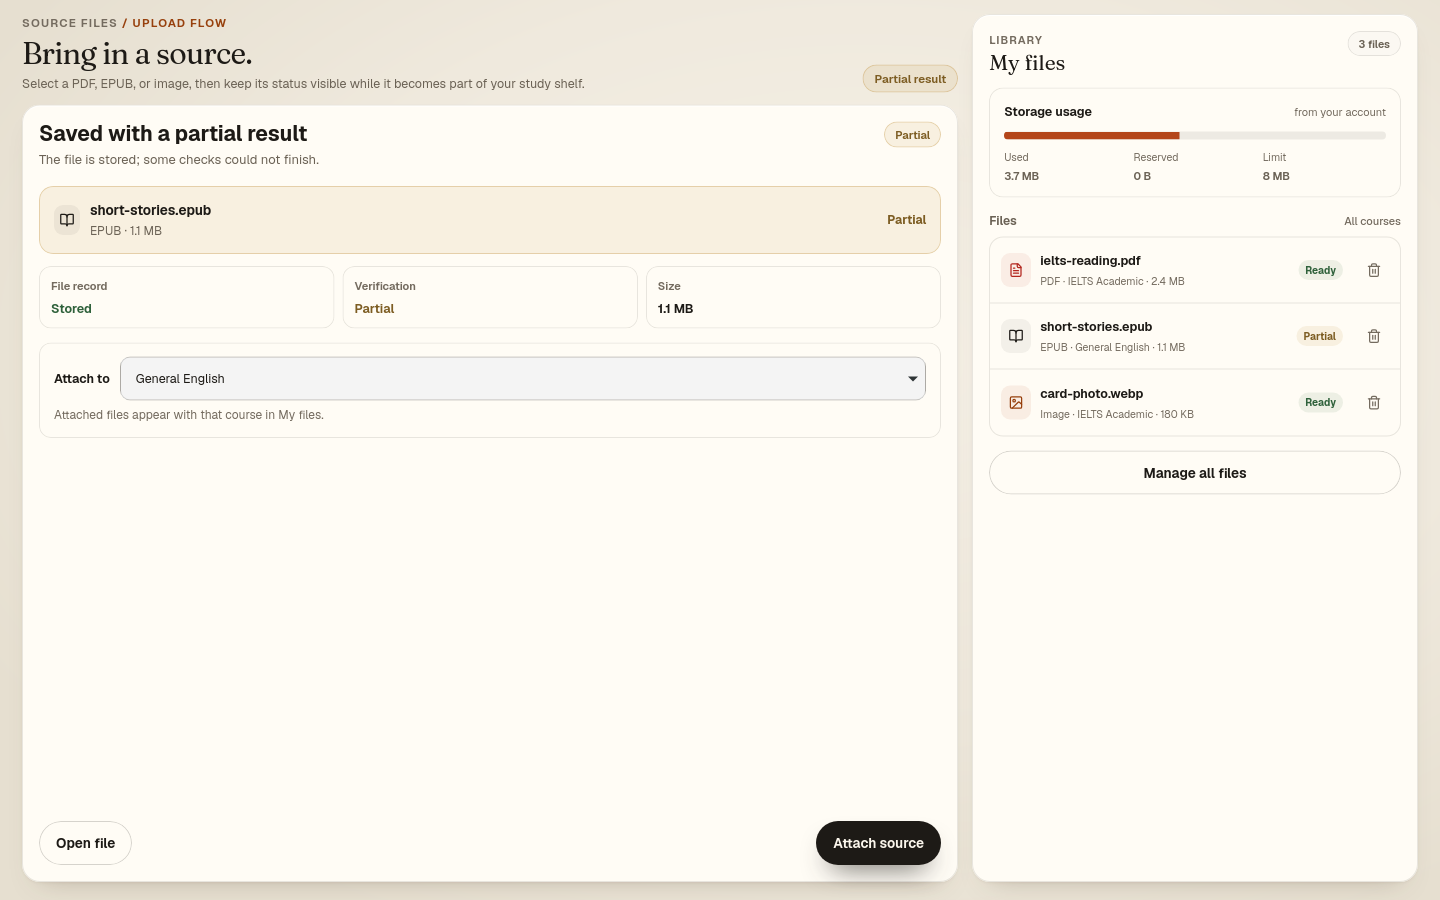 SOURCE FILES / UPLOAD FLOW
Bring in a source.
Select a PDF, EPUB, or image, then keep its status visible while it becomes part of your study shelf.
Partial result
Saved with a partial result
Partial
The file is stored; some checks could not finish.
short-stories.epub
EPUB · 1.1 MB
Partial
File record
Stored
Verification
Partial
Size
1.1 MB
Attach to
General English
Attached files appear with that course in My files.
Open file
Attach source
LIBRARY
My files
3 files
Storage usage
from your account
Used
3.7 MB
Reserved
0 B
Limit
8 MB
Files
All courses
ielts-reading.pdf
PDF · IELTS Academic · 2.4 MB
Ready
short-stories.epub
EPUB · General English · 1.1 MB
Partial
card-photo.webp
Image · IELTS Academic · 180 KB
Ready
Manage all files